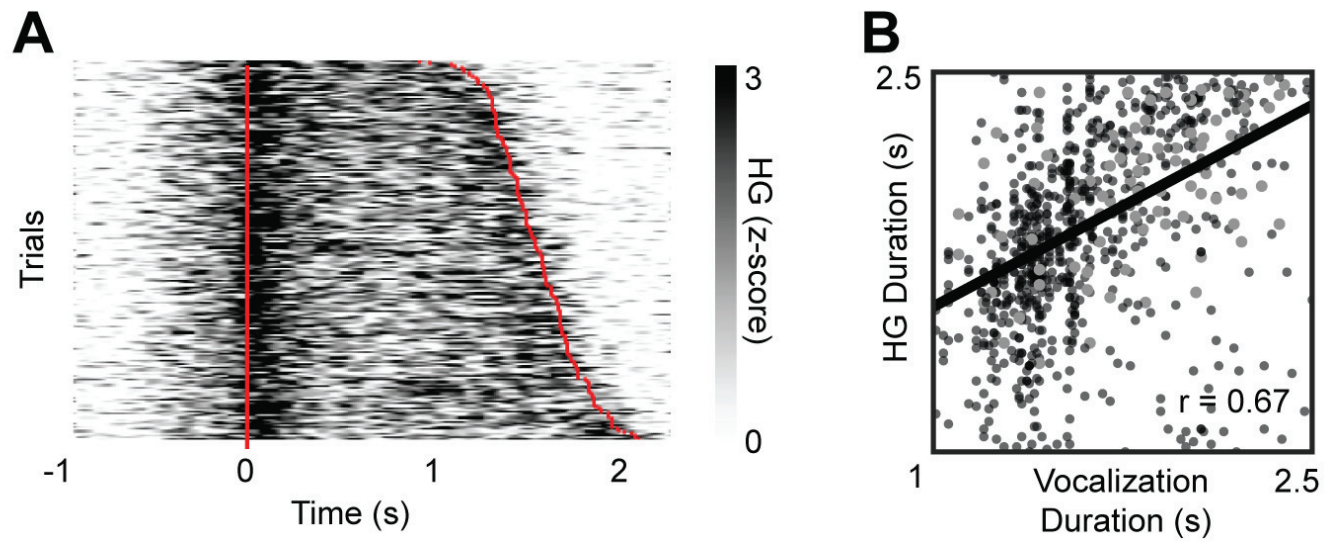 A
Trials
-1
0
1
2
Time (s)
3
HG (z-score)
0
B
2.5
HG Duration (s)
r = 0.67
1
Vocalization
2.5
Duration (s)